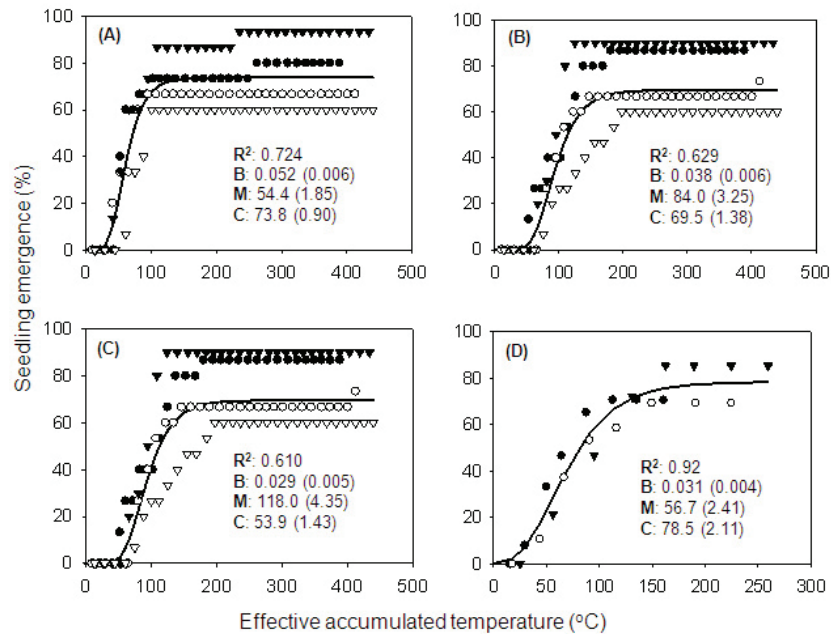 Seedling emergence (%)
(A)
100
80
60
40
20
0
0 100 200 300 400 500
R²: 0.724
B: 0.052 (0.006)
M: 54.4 (1.85)
C: 73.8 (0.90)
(B)
100
80
60
40
20
0
0 100 200 300 400 500
R²: 0.629
B: 0.038 (0.006)
M: 84.0 (3.25)
C: 69.5 (1.38)
(C)
100
80
60
40
20
0
0 100 200 300 400 500
R²: 0.610
B: 0.029 (0.005)
M: 118.0 (4.35)
C: 53.9 (1.43)
(D)
100
80
60
40
20
0
0 50 100 150 200 250 300
R²: 0.92
B: 0.031 (0.004)
M: 56.7 (2.41)
C: 78.5 (2.11)
Effective accumulated temperature (°C)